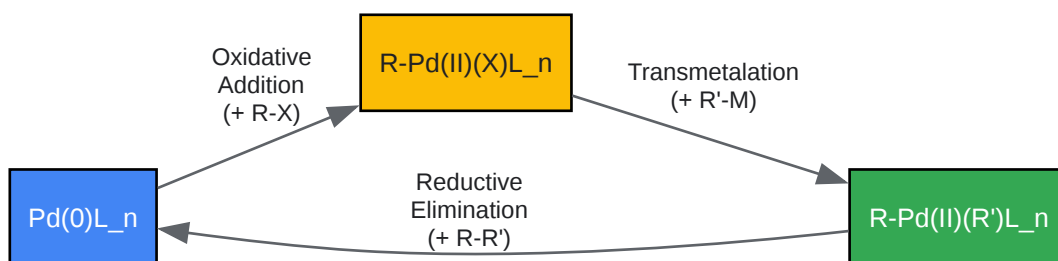 Oxidative
Addition
(+ R-X)
R-Pd(II)(X)L_n
Transmetalation
(+ R'-M)
Pd(0)L_n
Reductive
Elimination
(+ R-R')
R-Pd(II)(R')L_n